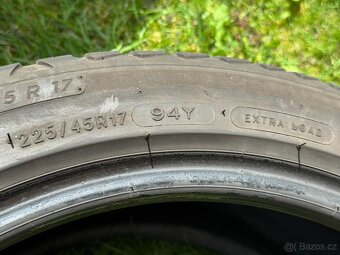 5 R 17
225/45R17 94Y EXTRA LOAD
Bazos.cz